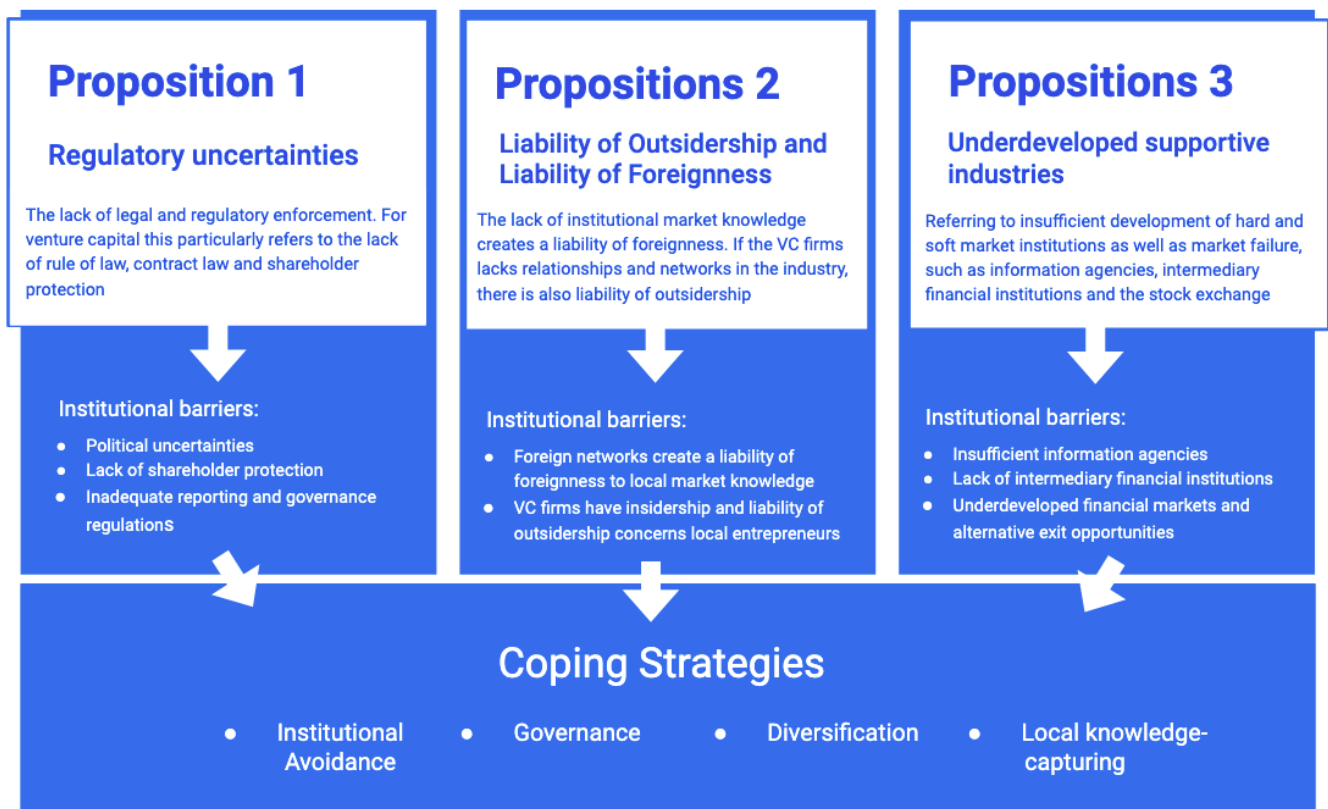 Proposition 1
Regulatory uncertainties
The lack of legal and regulatory enforcement. For
venture capital this particularly refers to the lack
of rule of law, contract law and shareholder
protection
Institutional barriers:
● Political uncertainties
● Lack of shareholder protection
● Inadequate reporting and governance
regulations
Propositions 2
Liability of Outsidership and
Liability of Foreignness
The lack of institutional market knowledge
creates a liability of foreignness. If the VC firms
lacks relationships and networks in the industry,
there is also liability of outsidership
Institutional barriers:
● Foreign networks create a liability of
foreignness to local market knowledge
● VC firms have insidership and liability of
outsidership concerns local entrepreneurs
Propositions 3
Underdeveloped supportive
industries
Referring to insufficient development of hard and
soft market institutions as well as market failure,
such as information agencies, intermediary
financial institutions and the stock exchange
Institutional barriers:
● Insufficient information agencies
● Lack of intermediary financial institutions
● Underdeveloped financial markets and
alternative exit opportunities
Coping Strategies
● Institutional
Avoidance
● Governance
● Diversification
● Local knowledge-
capturing